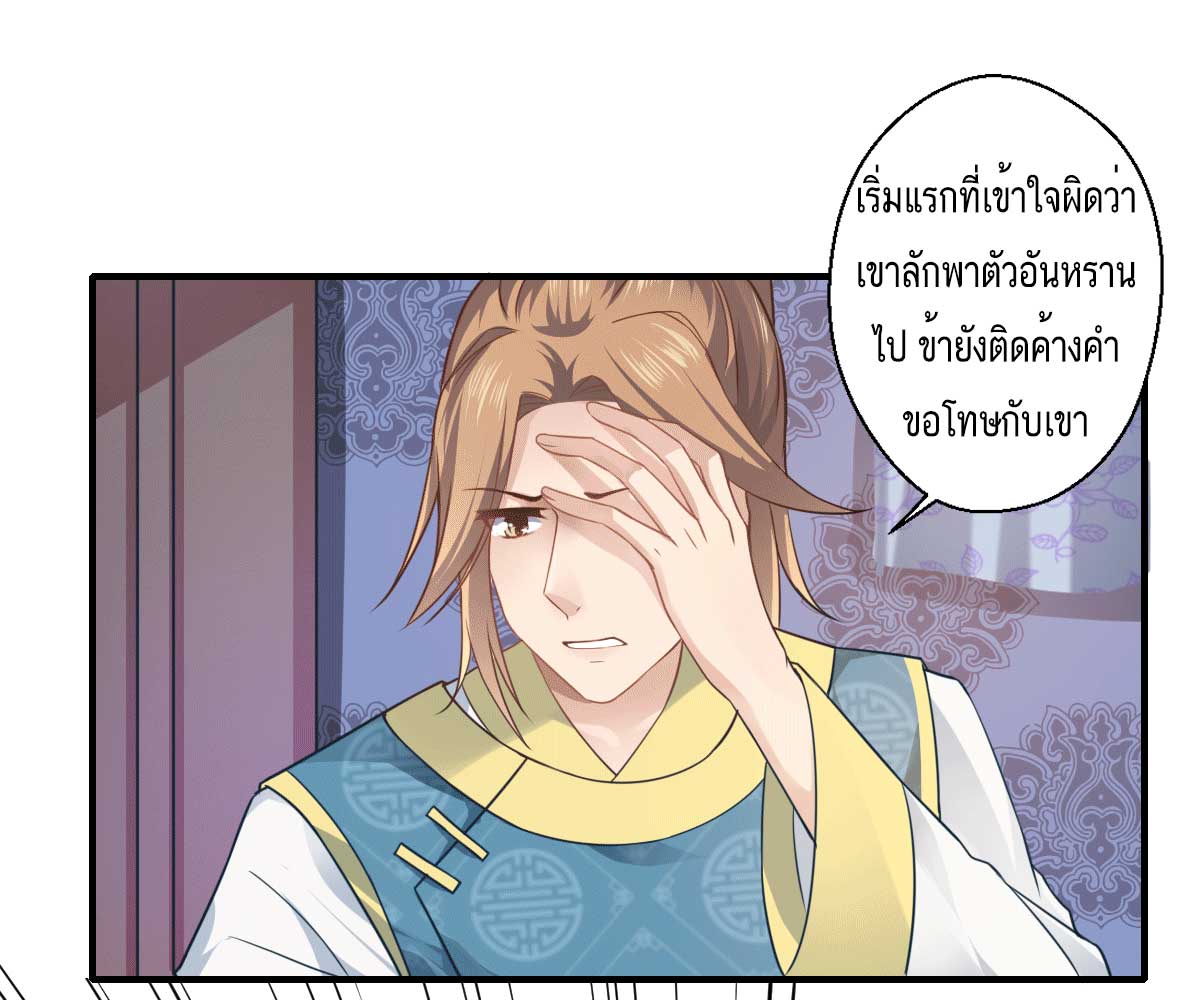 เริ่มแรกที่เข้าใจผิดว่า
เขาลักพาตัวอันหราน
ไป ข้ายังติดค้างคำ
ขอโทษกับเขา